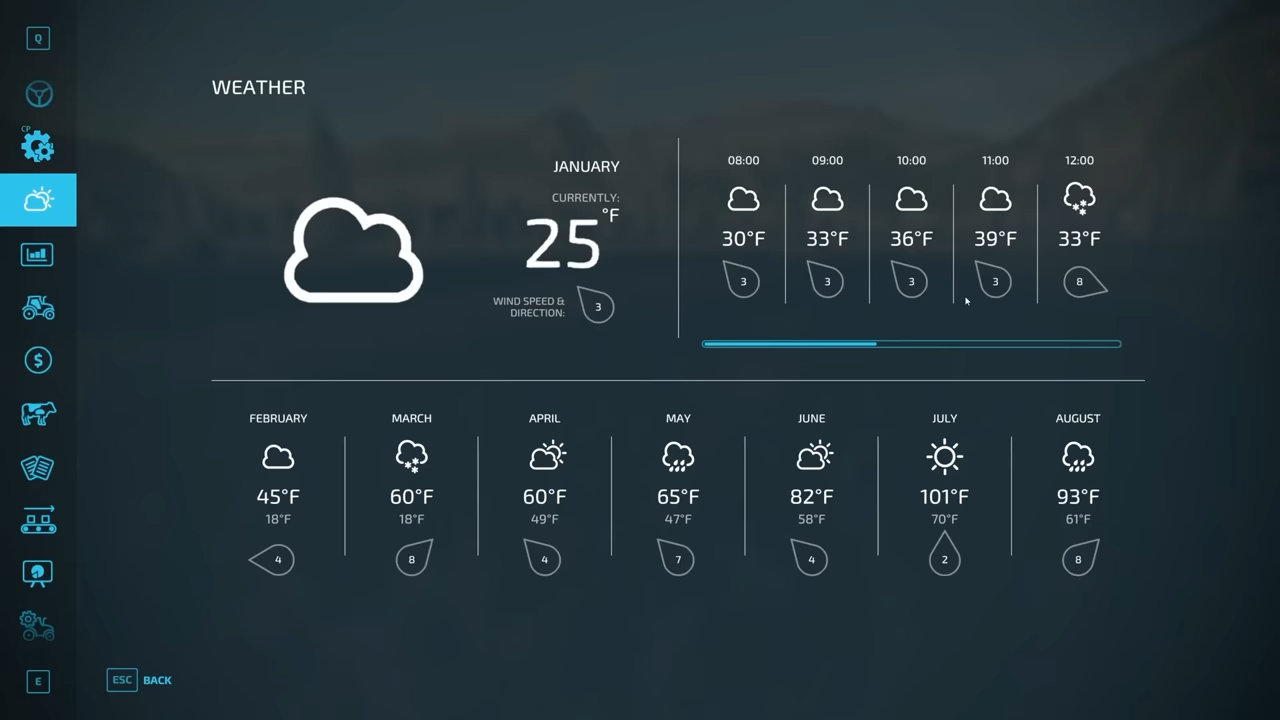 Q
CP
WEATHER
JANUARY
CURRENTLY:
25°F
WIND SPEED &
DIRECTION:
3
08:00 09:00 10:00 11:00 12:00
30°F 33°F 36°F 39°F 33°F
3 3 3 3 8
FEBRUARY MARCH APRIL MAY JUNE JULY AUGUST
45°F 60°F 60°F 65°F 82°F 101°F 93°F
18°F 18°F 49°F 47°F 58°F 70°F 61°F
4 8 4 7 4 2 8
E
ESC BACK